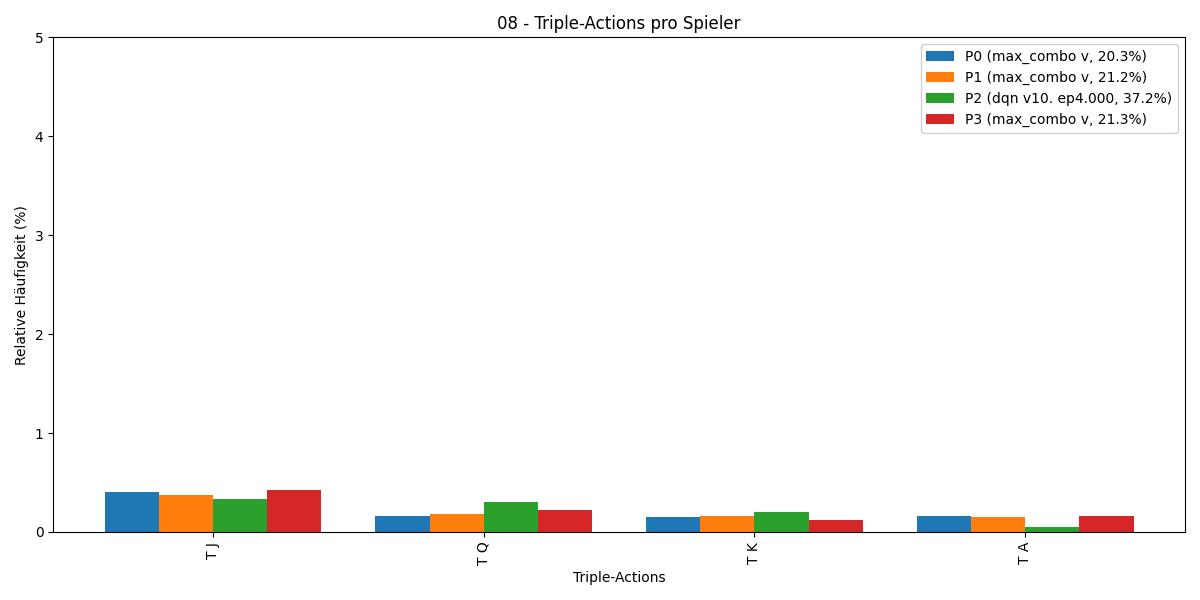 08 - Triple-Actions pro Spieler
P0 (max_combo v, 20.3%)
P1 (max_combo v, 21.2%)
P2 (dqn v10. ep4.000, 37.2%)
P3 (max_combo v, 21.3%)
Relative Häufigkeit (%)
5
4
3
2
1
0
T J
T Q
T K
T A
Triple-Actions